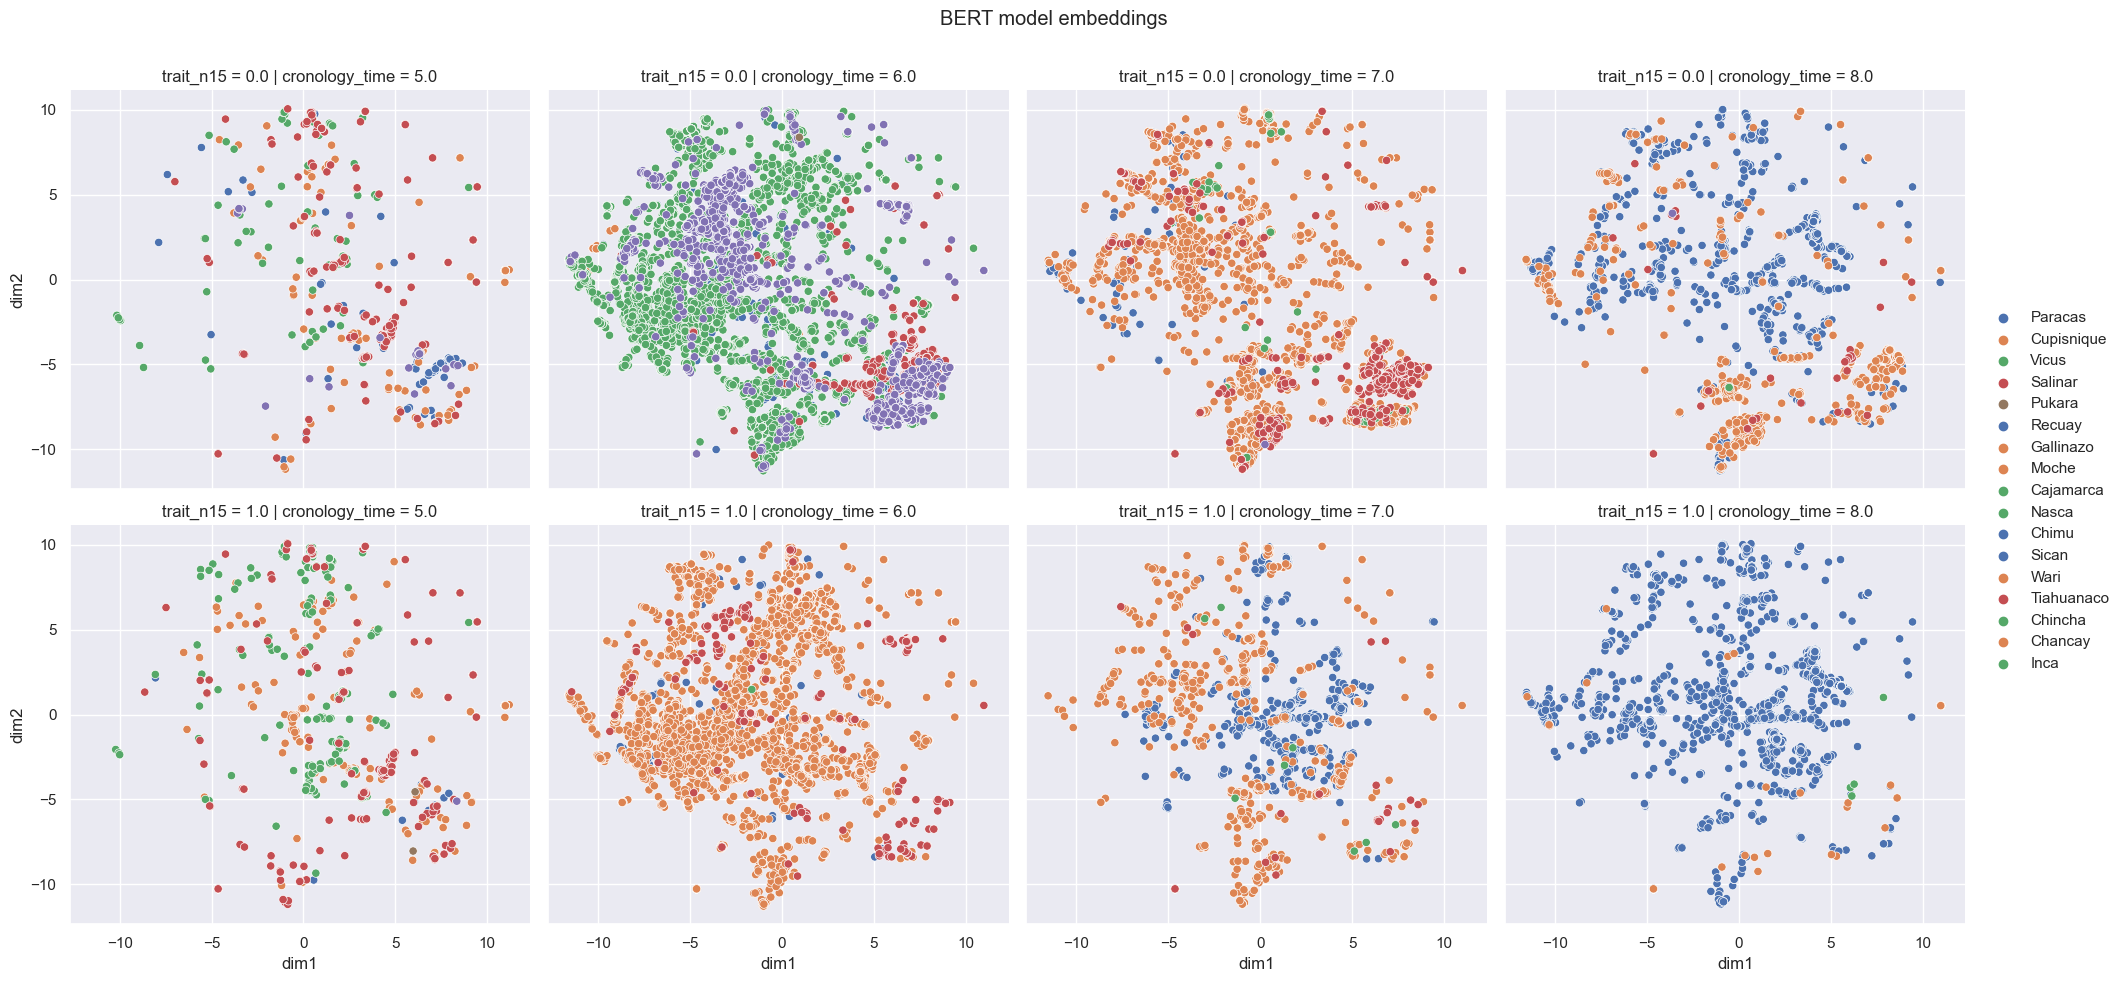 BERT model embeddings
trait_n15 = 0.0 | cronology_time = 5.0
trait_n15 = 0.0 | cronology_time = 6.0
trait_n15 = 0.0 | cronology_time = 7.0
trait_n15 = 0.0 | cronology_time = 8.0
10
5
0
−5
−10
dim2
trait_n15 = 1.0 | cronology_time = 5.0
trait_n15 = 1.0 | cronology_time = 6.0
trait_n15 = 1.0 | cronology_time = 7.0
trait_n15 = 1.0 | cronology_time = 8.0
10
5
0
−5
−10
dim2
−10 −5 0 5 10
−10 −5 0 5 10
−10 −5 0 5 10
−10 −5 0 5 10
dim1
dim1
dim1
dim1
Paracas
Cupisnique
Vicus
Salinar
Pukara
Recuay
Gallinazo
Moche
Cajamarca
Nasca
Chimu
Sican
Wari
Tiahuanaco
Chincha
Chancay
Inca